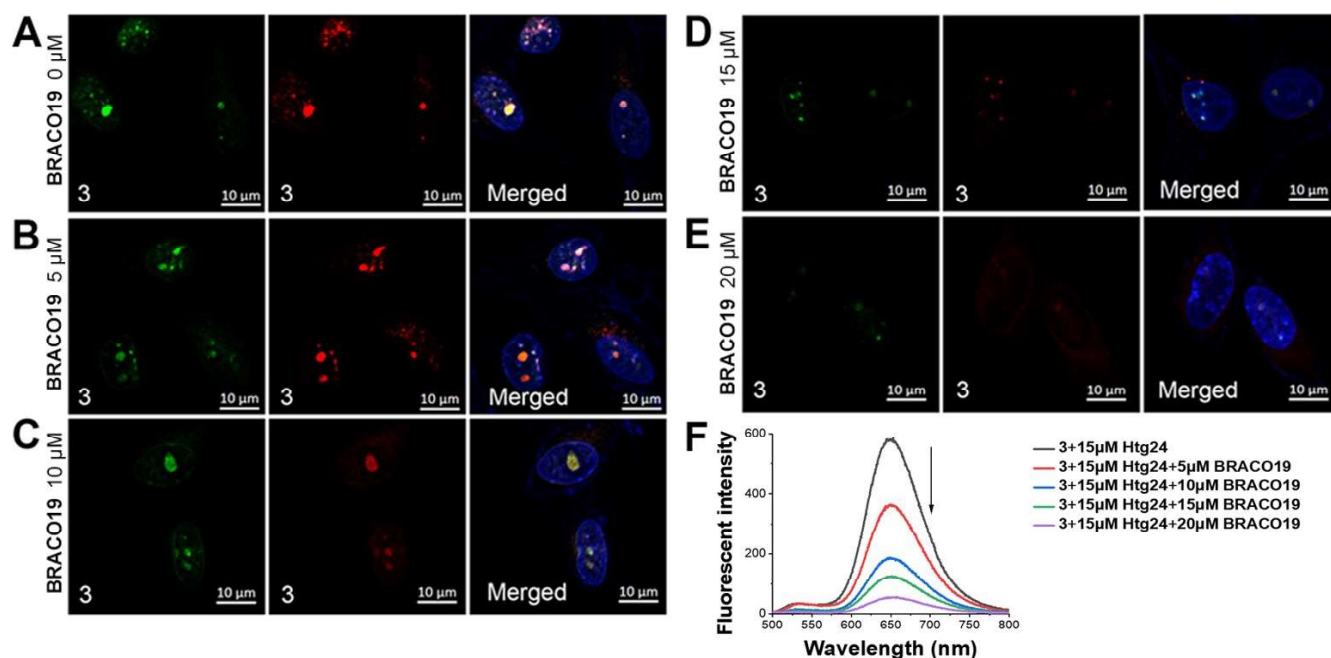 A
BRACO19 0 µM
3
10 µm
3
10 µm
Merged
10 µm
B
BRACO19 5 µM
3
10 µm
3
10 µm
Merged
10 µm
C
BRACO19 10 µM
3
10 µm
3
10 µm
Merged
10 µm
D
BRACO19 15 µM
3
10 µm
3
10 µm
Merged
10 µm
E
BRACO19 20 µM
3
10 µm
3
10 µm
Merged
10 µm
F
Fluorescent intensity
600
400
200
0
500 550 600 650 700 750 800
Wavelength (nm)
3+15µM Htg24
3+15µM Htg24+5µM BRACO19
3+15µM Htg24+10µM BRACO19
3+15µM Htg24+15µM BRACO19
3+15µM Htg24+20µM BRACO19